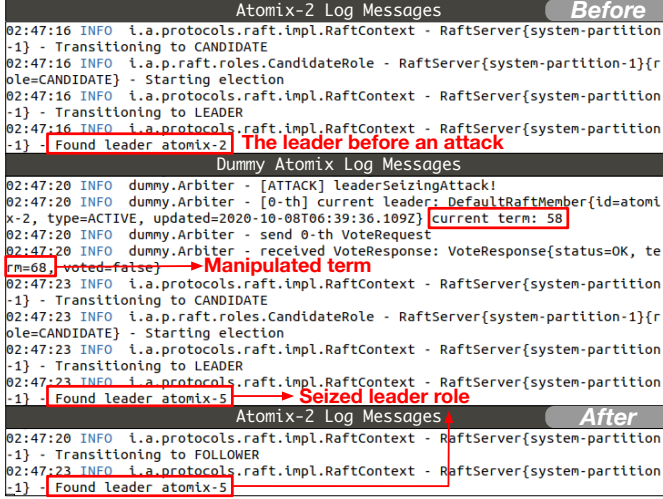 Atomix-2 Log Messages Before
02:47:16 INFO i.a.protocols.raft.impl.RaftContext - RaftServer{system-partition
-1} - Transitioning to CANDIDATE
02:47:16 INFO i.a.p.raft.roles.CandidateRole - RaftServer{system-partition-1}{r
ole=CANDIDATE} - Starting election
02:47:16 INFO i.a.protocols.raft.impl.RaftContext - RaftServer{system-partition
-1} - Transitioning to LEADER
02:47:16 INFO i.a.protocols.raft.impl.RaftContext - RaftServer{system-partition
-1} - Found leader atomix-2 The leader before an attack
Dummy Atomix Log Messages
02:47:20 INFO dummy.Arbiter - [ATTACK] leaderSeizingAttack!
02:47:20 INFO dummy.Arbiter - [0-th] current leader: DefaultRaftMember{id=atomi
x-2, type=ACTIVE, updated=2020-10-08T06:39:36.109Z} current term: 58
02:47:20 INFO dummy.Arbiter - send 0-th VoteRequest
02:47:20 INFO dummy.Arbiter - received VoteResponse: VoteResponse{status=OK, te
rm=68, voted=false} Manipulated term
02:47:23 INFO i.a.protocols.raft.impl.RaftContext - RaftServer{system-partition
-1} - Transitioning to CANDIDATE
02:47:23 INFO i.a.p.raft.roles.CandidateRole - RaftServer{system-partition-1}{r
ole=CANDIDATE} - Starting election
02:47:23 INFO i.a.protocols.raft.impl.RaftContext - RaftServer{system-partition
-1} - Transitioning to LEADER
02:47:23 INFO i.a.protocols.raft.impl.RaftContext - RaftServer{system-partition
-1} - Found leader atomix-5 Seized leader role
Atomix-2 Log Messages After
02:47:20 INFO i.a.protocols.raft.impl.RaftContext - RaftServer{system-partition
-1} - Transitioning to FOLLOWER
02:47:23 INFO i.a.protocols.raft.impl.RaftContext - RaftServer{system-partition
-1} - Found leader atomix-5